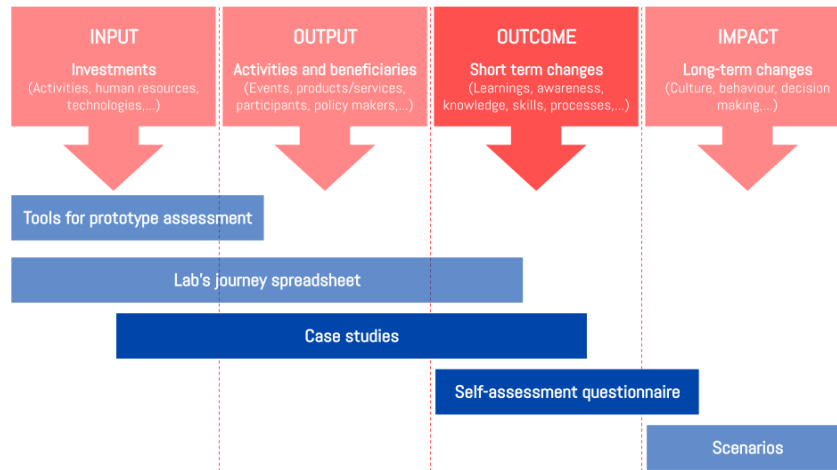 INPUT
Investments
(Activities, human resources,
technologies,...)
OUTPUT
Activities and beneficiaries
(Events, products/services,
participants, policy makers,...)
OUTCOME
Short term changes
(Learnings, awareness,
knowledge, skills, processes,...)
IMPACT
Long-term changes
(Culture, behaviour, decision
making,...)
Tools for prototype assessment
Lab's journey spreadsheet
Case studies
Self-assessment questionnaire
Scenarios